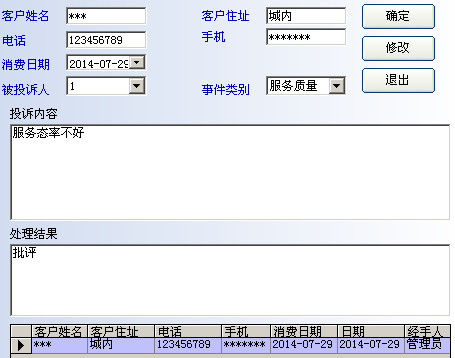 客户姓名 *** 客户住址 城内 确定
电话 123456789 手机 ******* 修改
消费日期 2014-07-29 退出
被投诉人 1 事件类别 服务质量
投诉内容
服务态率不好
处理结果
批评
客户姓名 客户住址 电话 手机 消费日期 日期 经手人
*** 城内 123456789 ******* 2014-07-29 2014-07-29 管理员